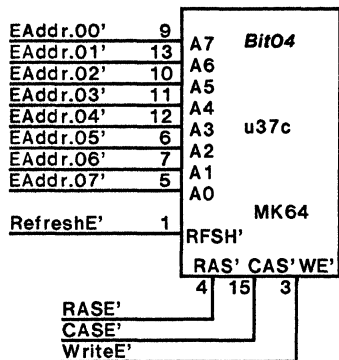 EAddr.00' 9 A7 Bit04
EAddr.01' 13 A6
EAddr.02' 10 A5
EAddr.03' 11 A4
EAddr.04' 12 A3 u37c
EAddr.05' 6 A2
EAddr.06' 7 A1
EAddr.07' 5 A0
MK64
RefreshE' 1 RFSH'
RAS' CAS' WE'
4 15 3
RASE'
CASE'
WriteE'